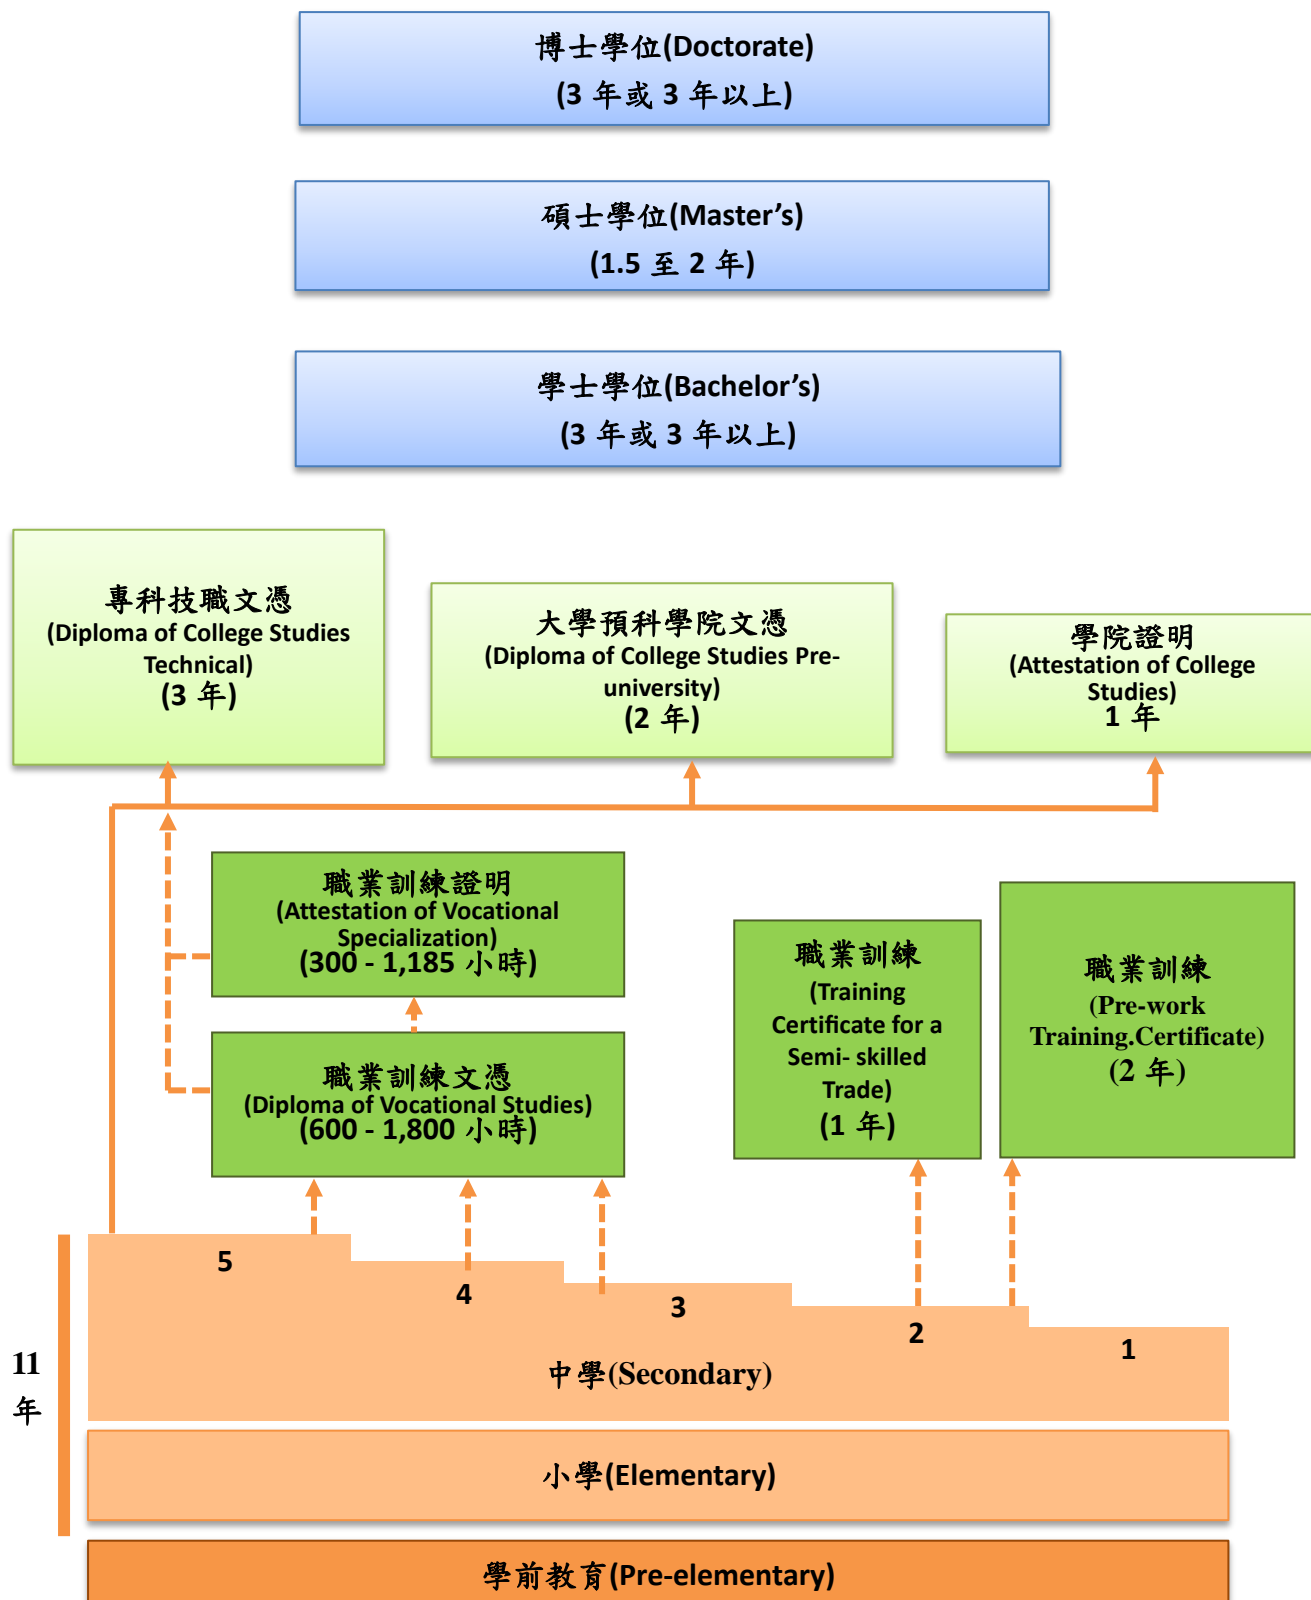 博士學位(Doctorate)
(3 年或 3 年以上)
碩士學位(Master’s)
(1.5 至 2 年)
學士學位(Bachelor’s)
(3 年或 3 年以上)
專科技職文憑
(Diploma of College Studies
Technical)
(3 年)
大學預科學院文憑
(Diploma of College Studies Pre-
university)
(2 年)
學院證明
(Attestation of College
Studies)
1 年
職業訓練證明
(Attestation of Vocational
Specialization)
(300 - 1,185 小時)
職業訓練文憑
(Diploma of Vocational Studies)
(600 - 1,800 小時)
職業訓練
(Training
Certificate for a
Semi- skilled
Trade)
(1 年)
職業訓練
(Pre-work
Training.Certificate)
(2 年)
5
4
3
2
1
中學(Secondary)
11
年
小學(Elementary)
學前教育(Pre-elementary)